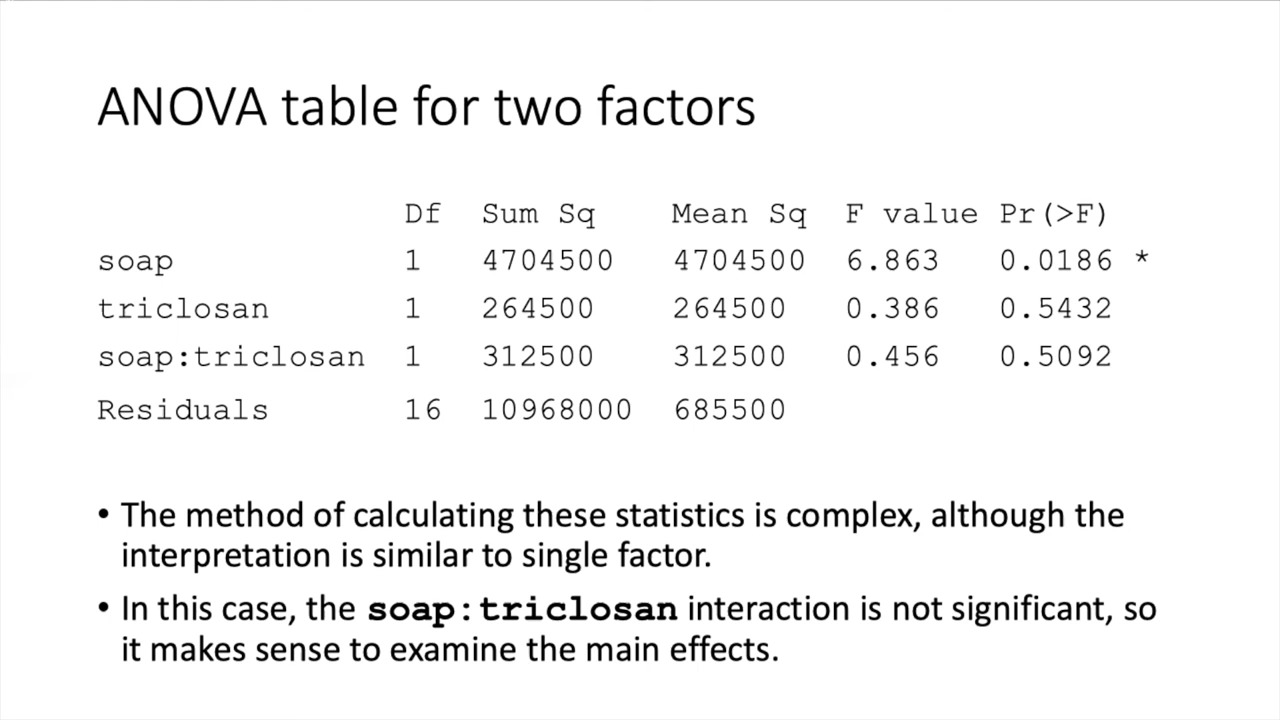 ANOVA table for two factors
Df Sum Sq Mean Sq F value Pr(>F)
soap 1 4704500 4704500 6.863 0.0186 *
triclosan 1 264500 264500 0.386 0.5432
soap:triclosan 1 312500 312500 0.456 0.5092
Residuals 16 10968000 685500
• The method of calculating these statistics is complex, although the
interpretation is similar to single factor.
• In this case, the soap:triclosan interaction is not significant, so
it makes sense to examine the main effects.